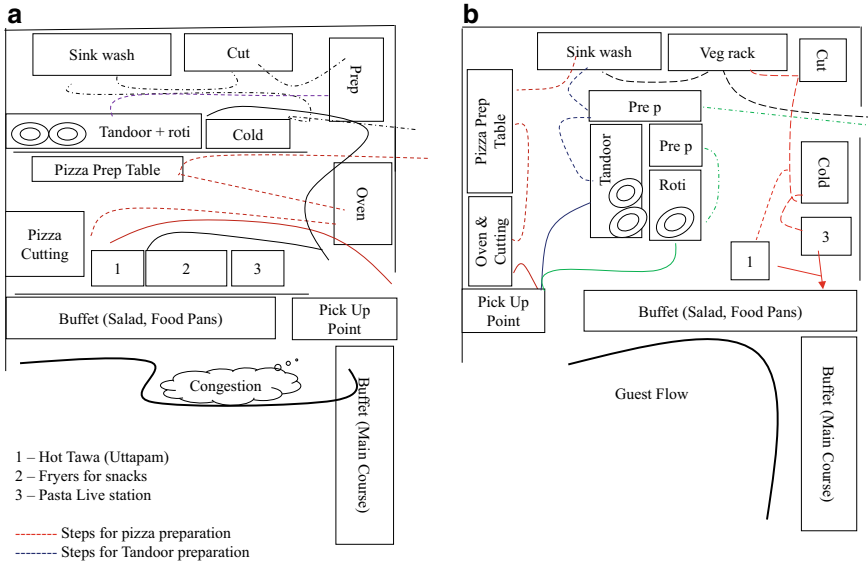 a
Sink wash
Cut
Prep
Tandoor + roti
Cold
Pizza Prep Table
Oven
Pizza
Cutting
1
2
3
Buffet (Salad, Food Pans)
Pick Up
Point
Congestion
Buffet (Main Course)
1 – Hot Tawa (Uttapam)
2 – Fryers for snacks
3 – Pasta Live station
Steps for pizza preparation
Steps for Tandoor preparation
b
Sink wash
Veg rack
Cut
Pizza Prep
Table
Pre p
Tandoor
Pre p
Roti
Cold
Oven &
Cutting
3
1
Pick Up
Point
Buffet (Salad, Food Pans)
Guest Flow
Buffet (Main Course)